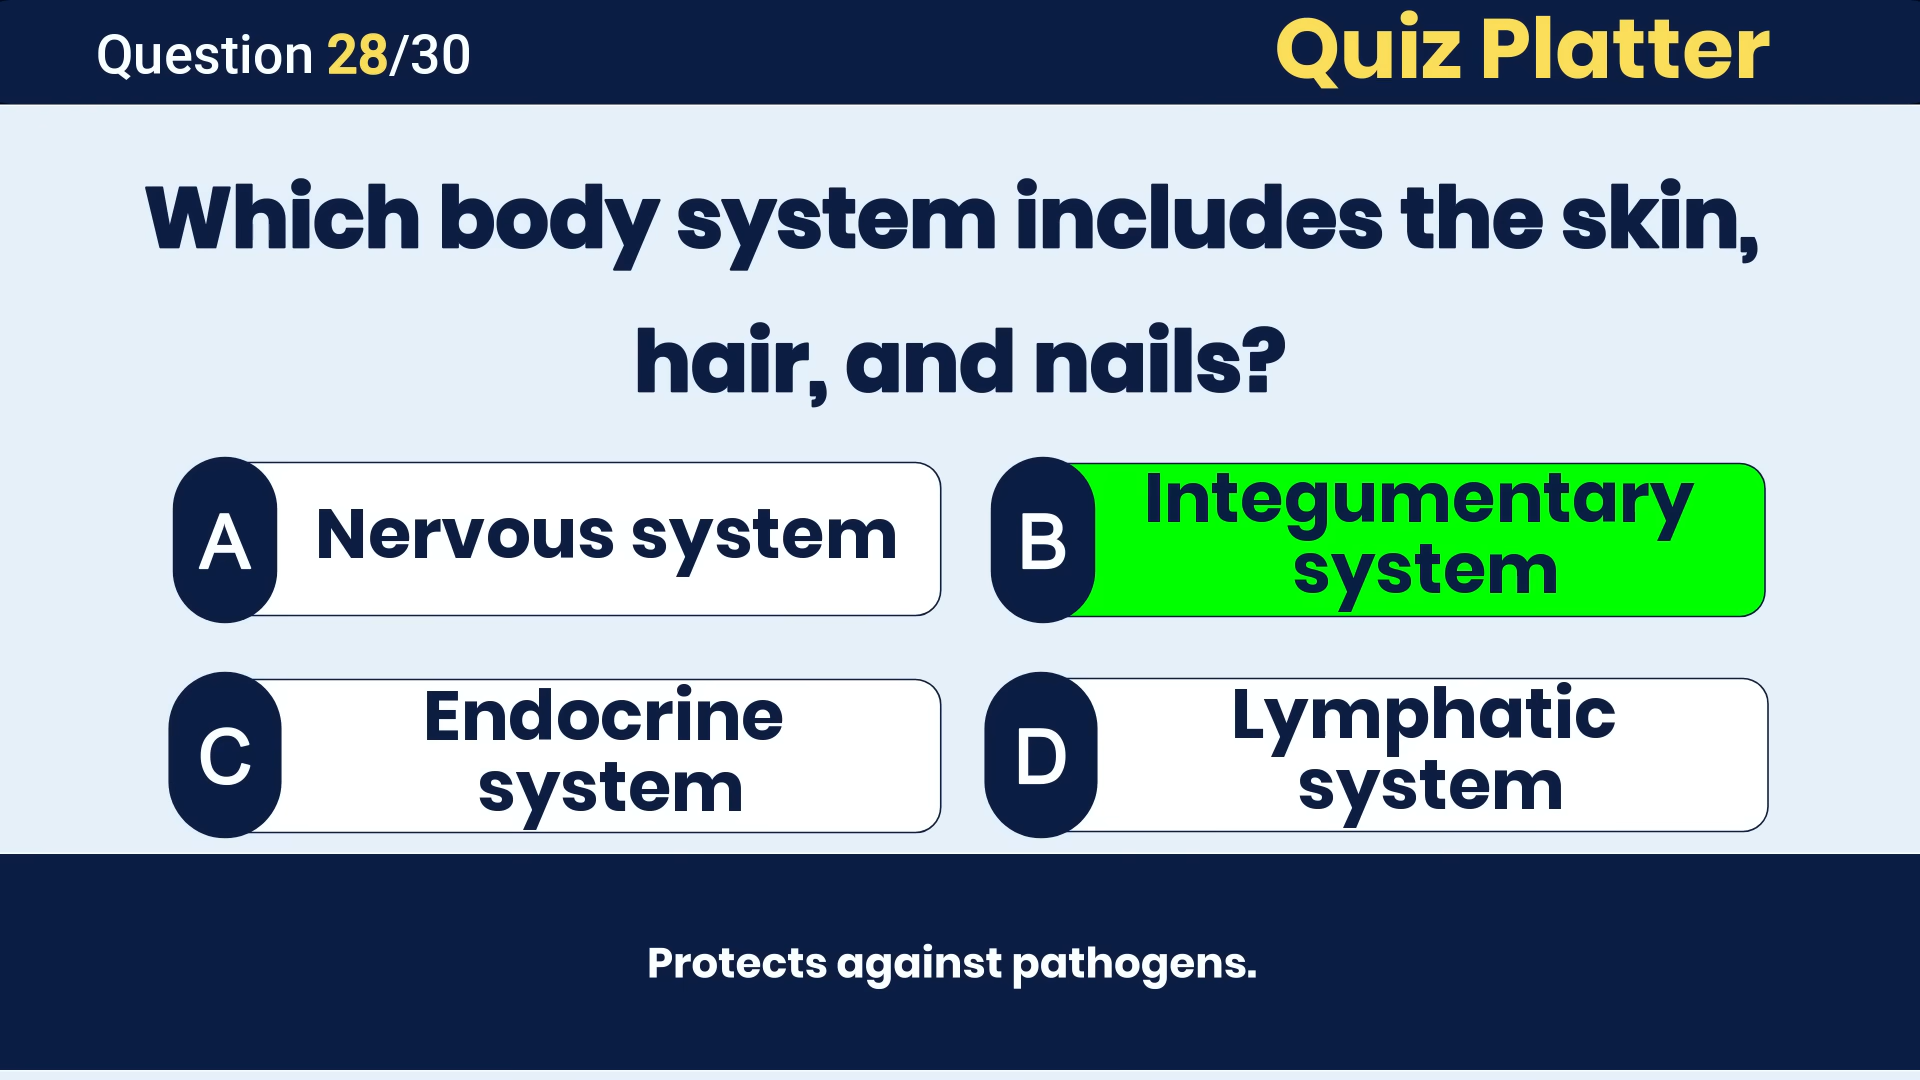 Question 28/30
Quiz Platter
Which body system includes the skin,
hair, and nails?
A
Nervous system
B
Integumentary
system
C
Endocrine
system
D
Lymphatic
system
Protects against pathogens.